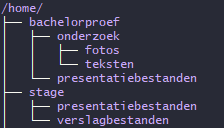 /home/
├── bachelorproef
│   ├── onderzoek
│   │   ├── fotos
│   │   └── teksten
│   └── presentatiebestanden
├── stage
│   ├── presentatiebestanden
│   └── verslagbestanden